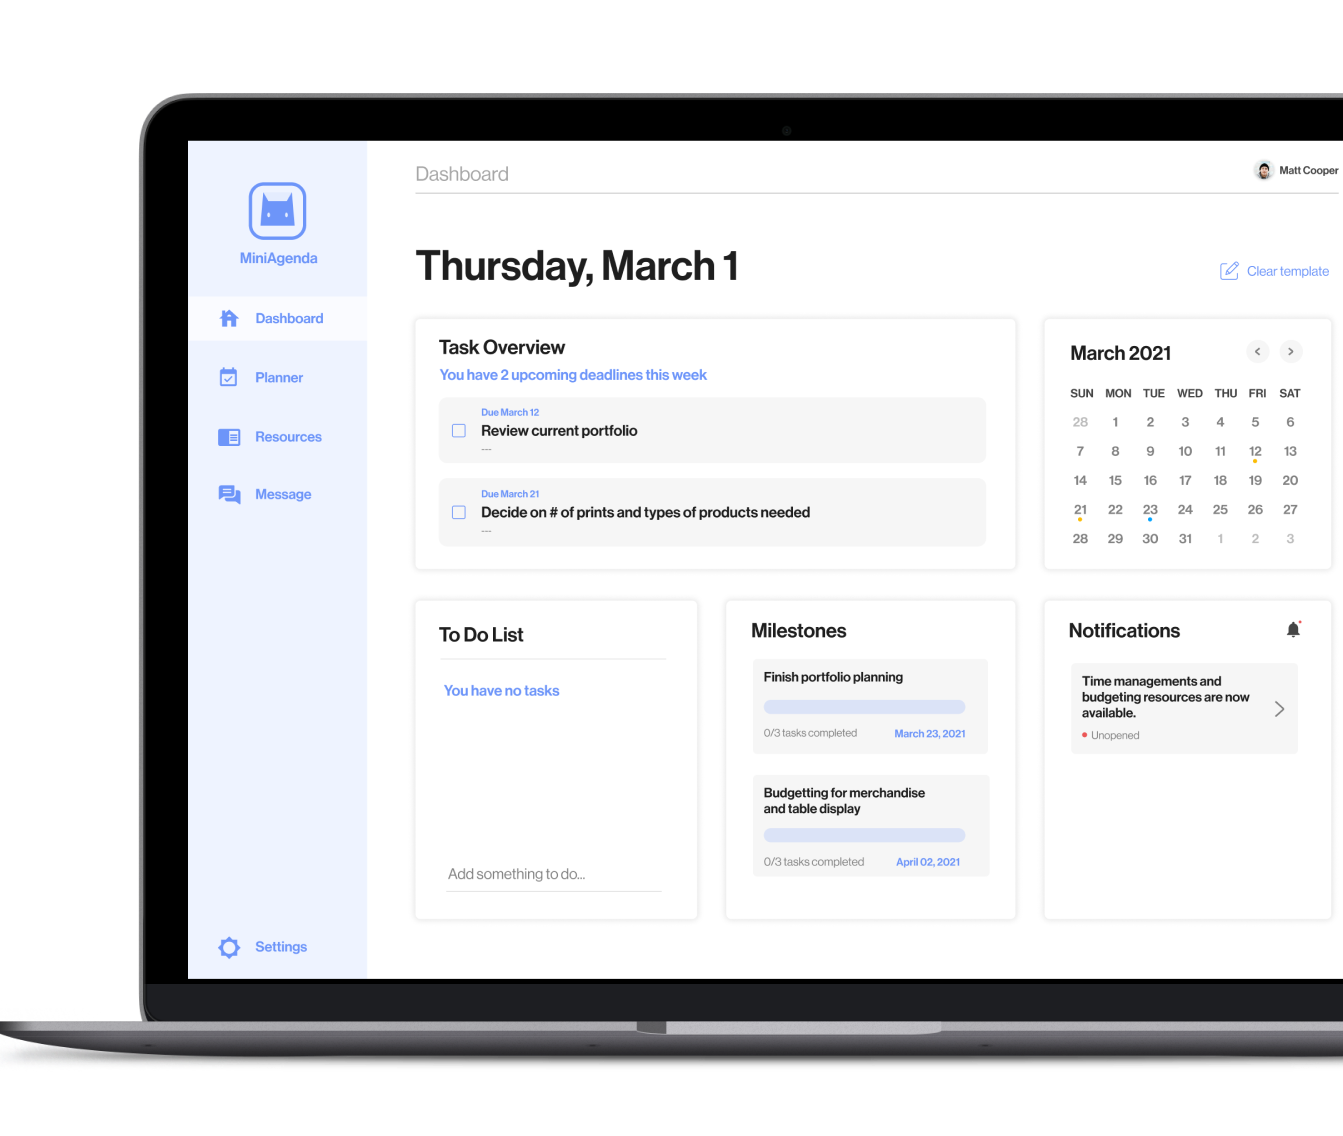 Dashboard
Matt Cooper
MiniAgenda
Dashboard
Planner
Resources
Message
Settings
Thursday, March 1
Clear template
Task Overview
You have 2 upcoming deadlines this week
Due March 12
Review current portfolio
---
Due March 21
Decide on # of prints and types of products needed
---
March 2021
SUN MON TUE WED THU FRI SAT
28 1 2 3 4 5 6
7 8 9 10 11 12 13
14 15 16 17 18 19 20
21 22 23 24 25 26 27
28 29 30 31 1 2 3
To Do List
You have no tasks
Add something to do...
Milestones
Finish portfolio planning
0/3 tasks completed March 23, 2021
Budgetting for merchandise
and table display
0/3 tasks completed April 02, 2021
Notifications
Time managements and
budgeting resources are now
available.
Unopened